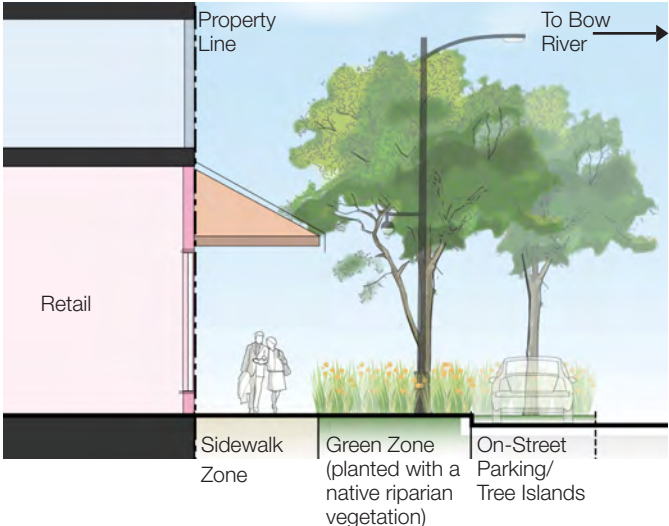 Property
Line
To Bow
River
Retail
Sidewalk
Zone
Green Zone
(planted with a
native riparian
vegetation)
On-Street
Parking/
Tree Islands